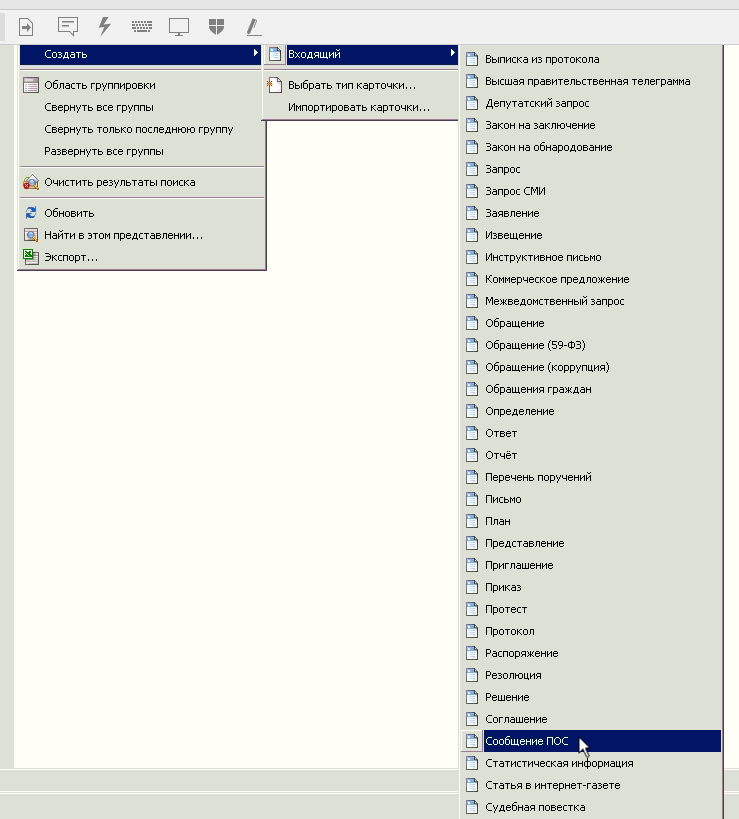 Создать
Область группировки
Свернуть все группы
Свернуть только последнюю группу
Развернуть все группы
Очистить результаты поиска
Обновить
Найти в этом представлении...
Экспорт...
Входящий
Выбрать тип карточки...
Импортировать карточки...
Выписка из протокола
Высшая правительственная телеграмма
Депутатский запрос
Закон на заключение
Закон на обнародование
Запрос
Запрос СМИ
Заявление
Извещение
Инструктивное письмо
Коммерческое предложение
Межведомственный запрос
Обращение
Обращение (59-ФЗ)
Обращение (коррупция)
Обращения граждан
Определение
Ответ
Отчёт
Перечень поручений
Письмо
План
Представление
Приглашение
Приказ
Протест
Протокол
Распоряжение
Резолюция
Решение
Соглашение
Сообщение ПОС
Статистическая информация
Статья в интернет-газете
Судебная повестка